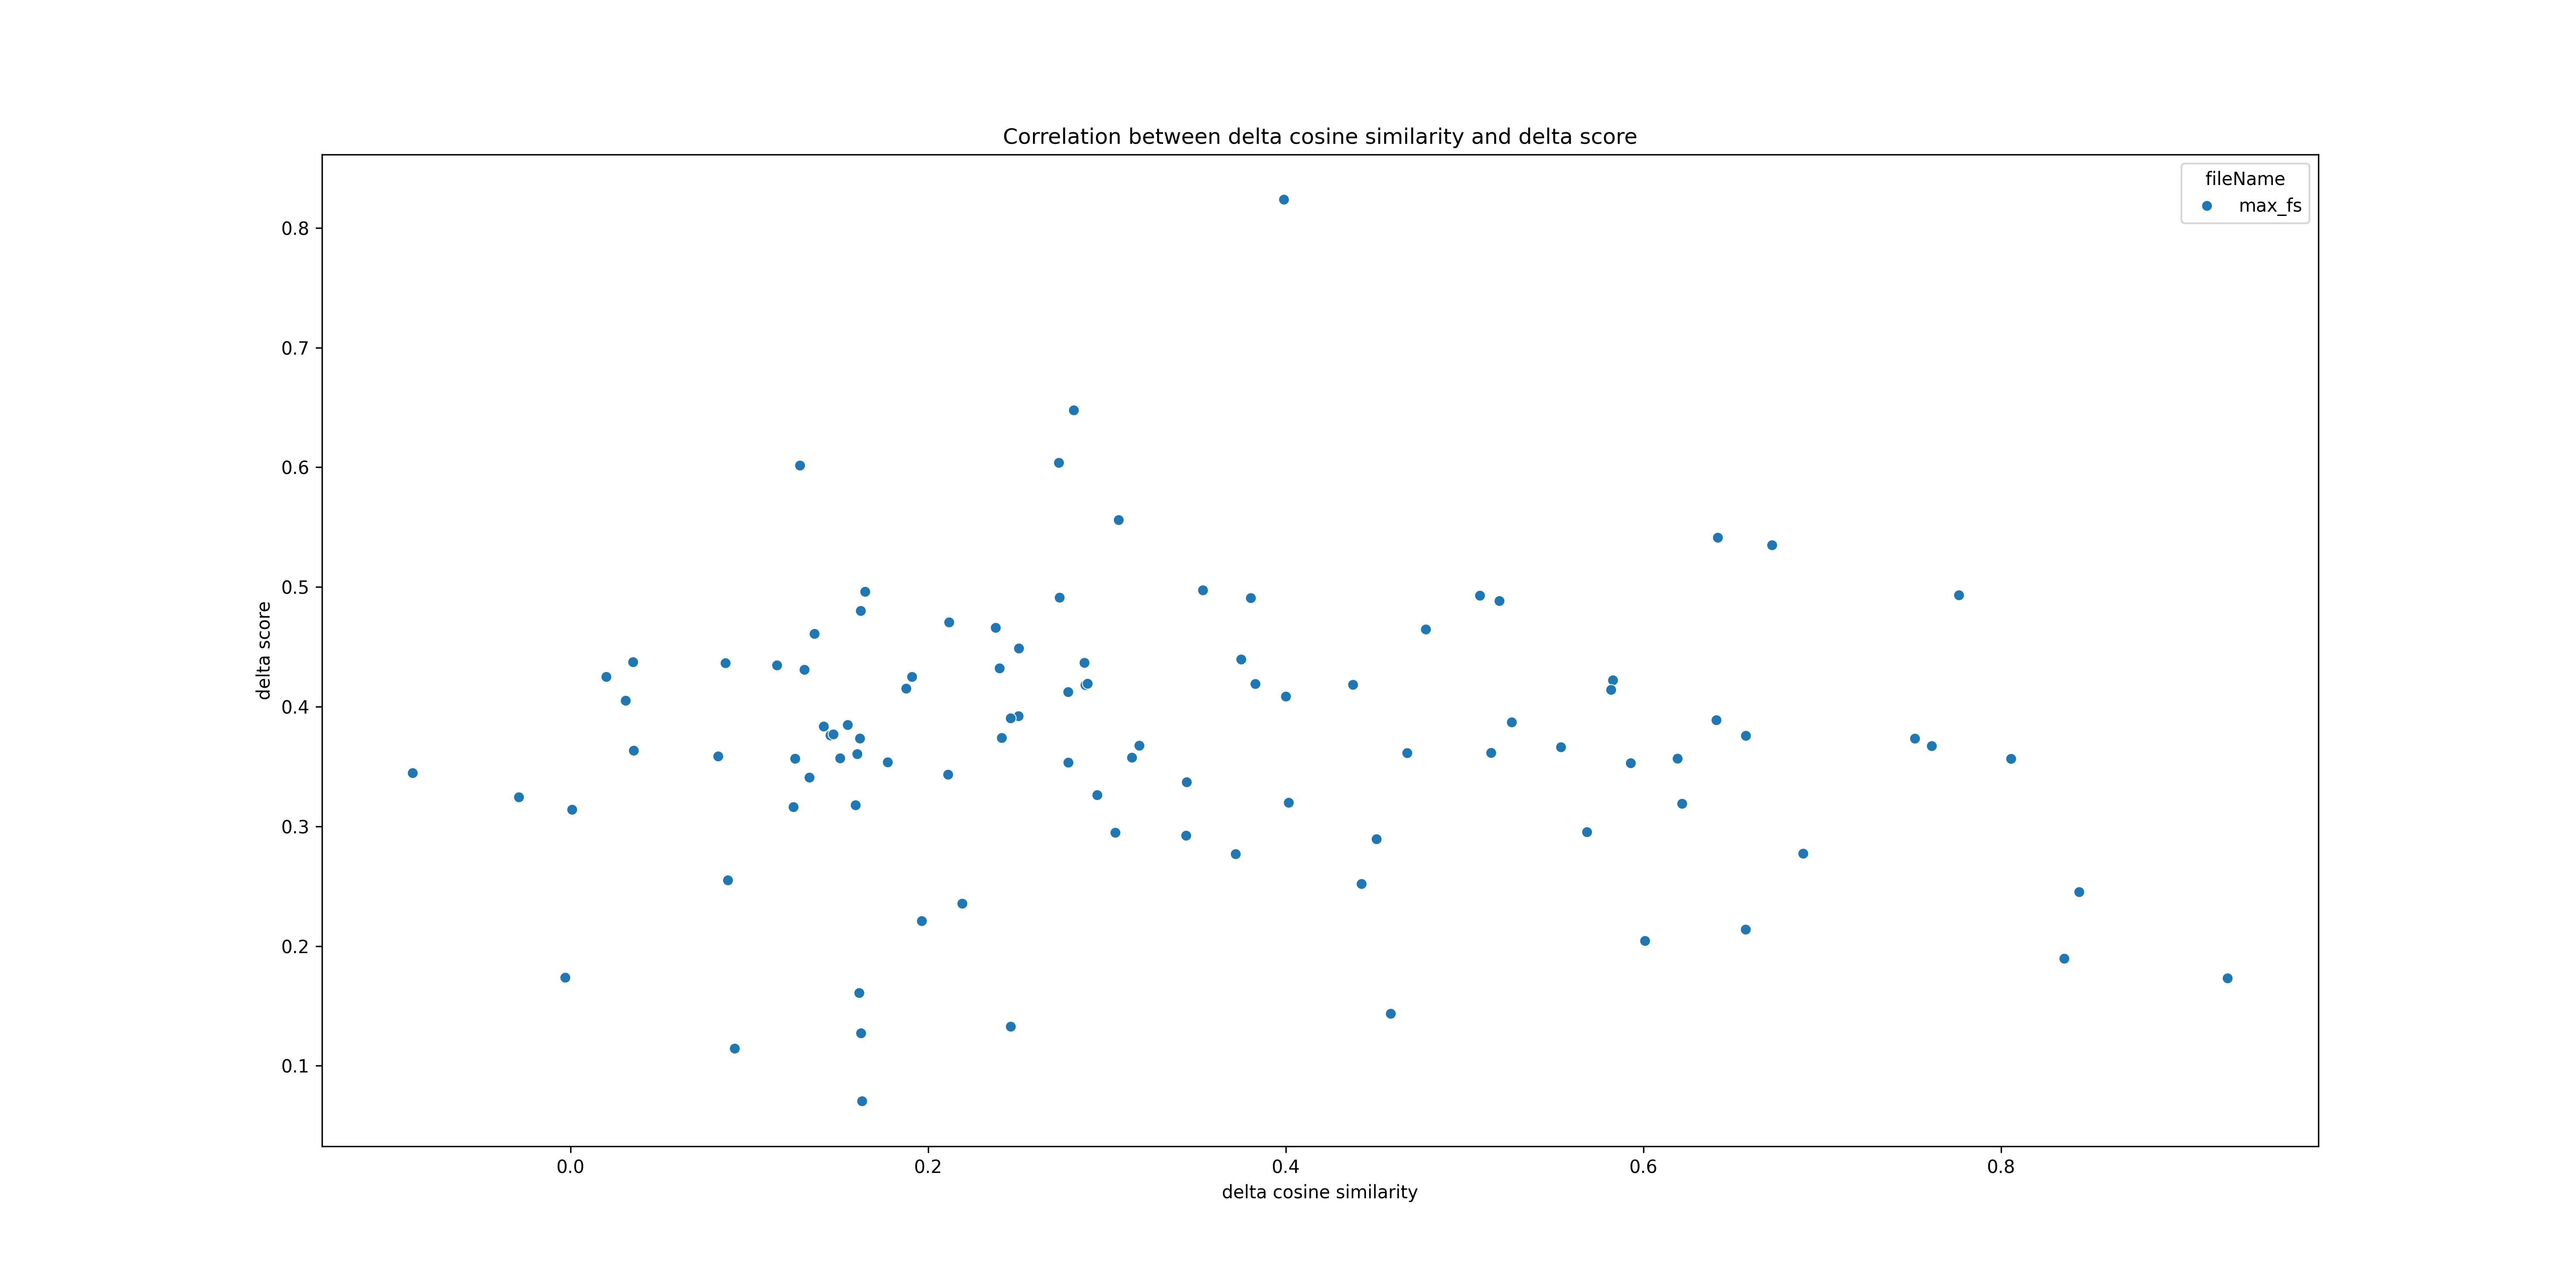 Correlation between delta cosine similarity and delta score
fileName
max_fs
0.8
0.7
0.6
0.5
0.4
0.3
0.2
0.1
delta score
0.0 0.2 0.4 0.6 0.8
delta cosine similarity